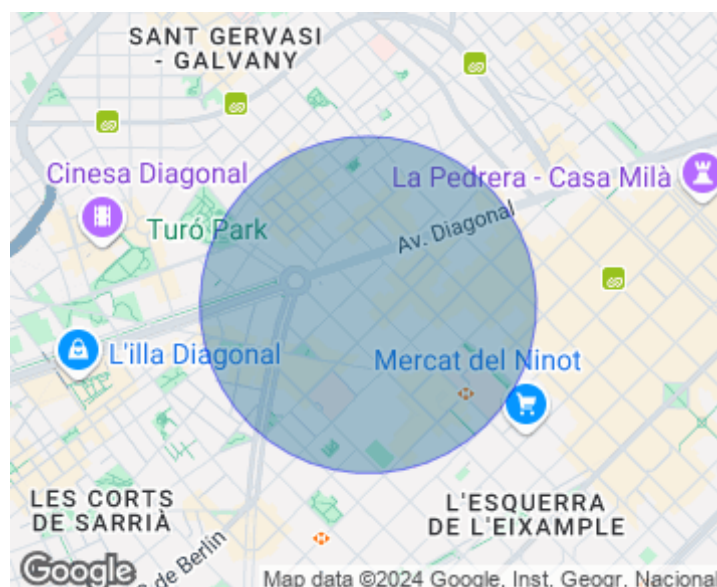 SANT GERVASI
- GALVANY
Cinesa Diagonal
La Pedrera - Casa Milà
Turó Park
Av. Diagonal
L'illa Diagonal
Mercat del Ninot
LES CORTS
DE SARRIÀ
L'ESQUERRA
DE L'EIXAMPLE
de Berlín
Google
Map data ©2024 Google, Inst. Geogr. Nacional